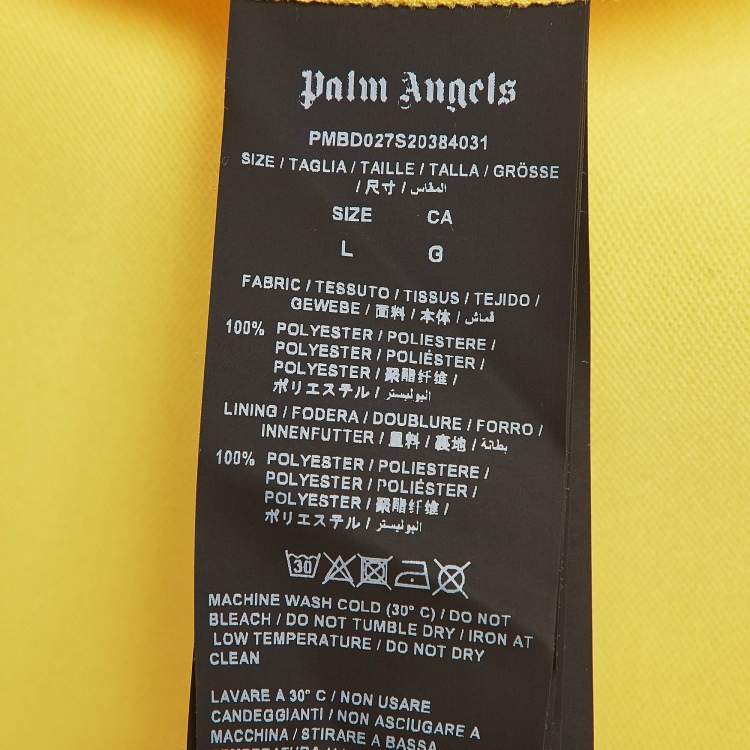 Palm Angels
PMBD027S20384031
SIZE / TAGLIA / TAILLE / TALLA / GRÖSSE
/ 尺寸 / المقاس
SIZE CA
L G
FABRIC / TESSUTO / TISSUS / TEJIDO /
GEWEBE / 面料 / 本体 / قماش
100% POLYESTER / POLIESTERE /
POLYESTER / POLIÉSTER /
POLYESTER / 聚脂纤维 /
ポリエステル / البوليستر
LINING / FODERA / DOUBLURE / FORRO /
INNENFUTTER / 里料 / 裏地 / بطانة
100% POLYESTER / POLIESTERE /
POLYESTER / POLIÉSTER /
POLYESTER / 聚脂纤维 /
ポリエステル / البوليستر
30
MACHINE WASH COLD (30° C) / DO NOT
BLEACH / DO NOT TUMBLE DRY / IRON AT
LOW TEMPERATURE / DO NOT DRY
CLEAN
LAVARE A 30° C / NON USARE
CANDEGGIANTI / NON ASCIUGARE A
MACCHINA / STIRARE A BASSA